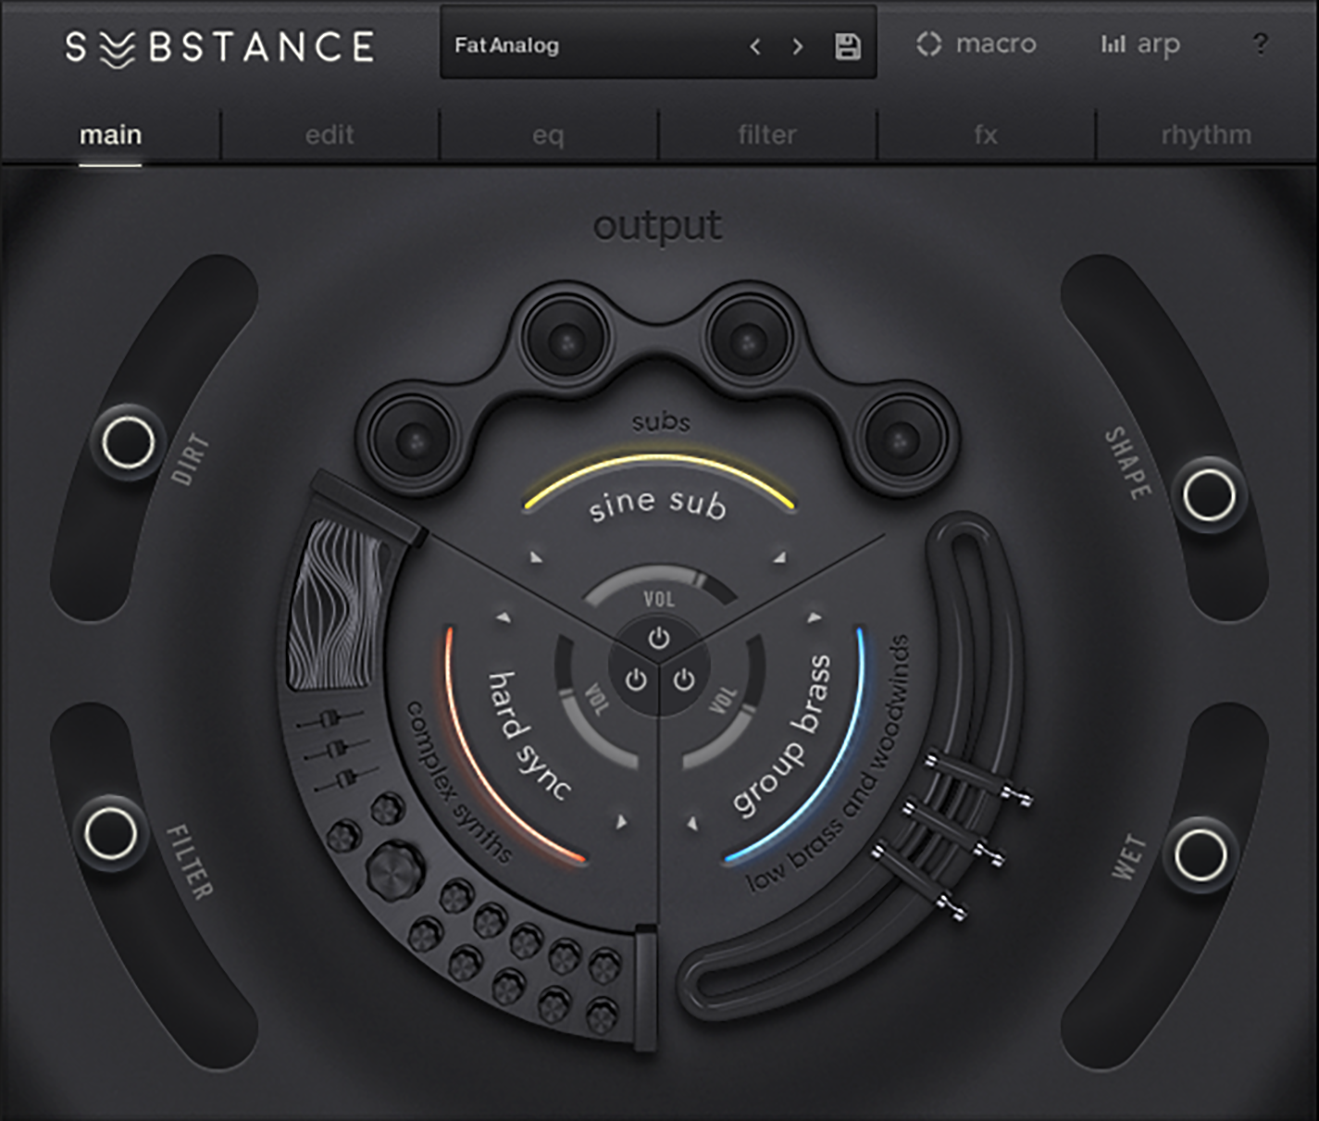 SUBSTANCE
Fat Analog
macro
arp
?
main
edit
eq
filter
fx
rhythm
output
subs
sine sub
VOL
DIRT
SHAPE
hard sync
complex synths
VOL
group brass
low brass and woodwinds
VOL
FILTER
WET